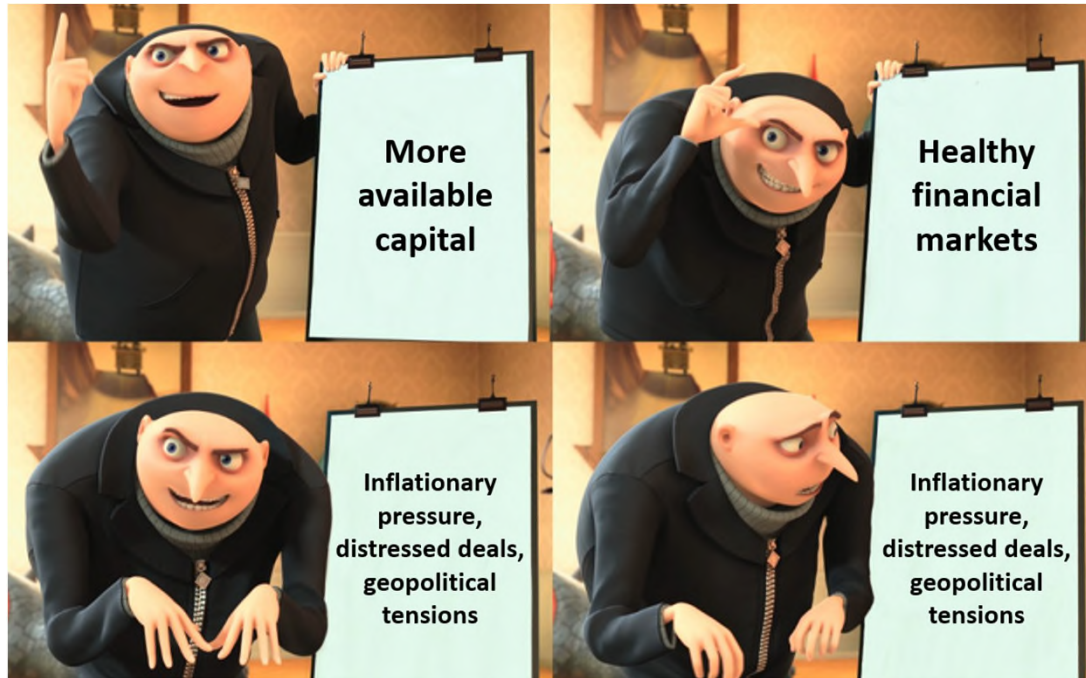 More
available
capital
Healthy
financial
markets
Inflationary
pressure,
distressed deals,
geopolitical
tensions
Inflationary
pressure,
distressed deals,
geopolitical
tensions